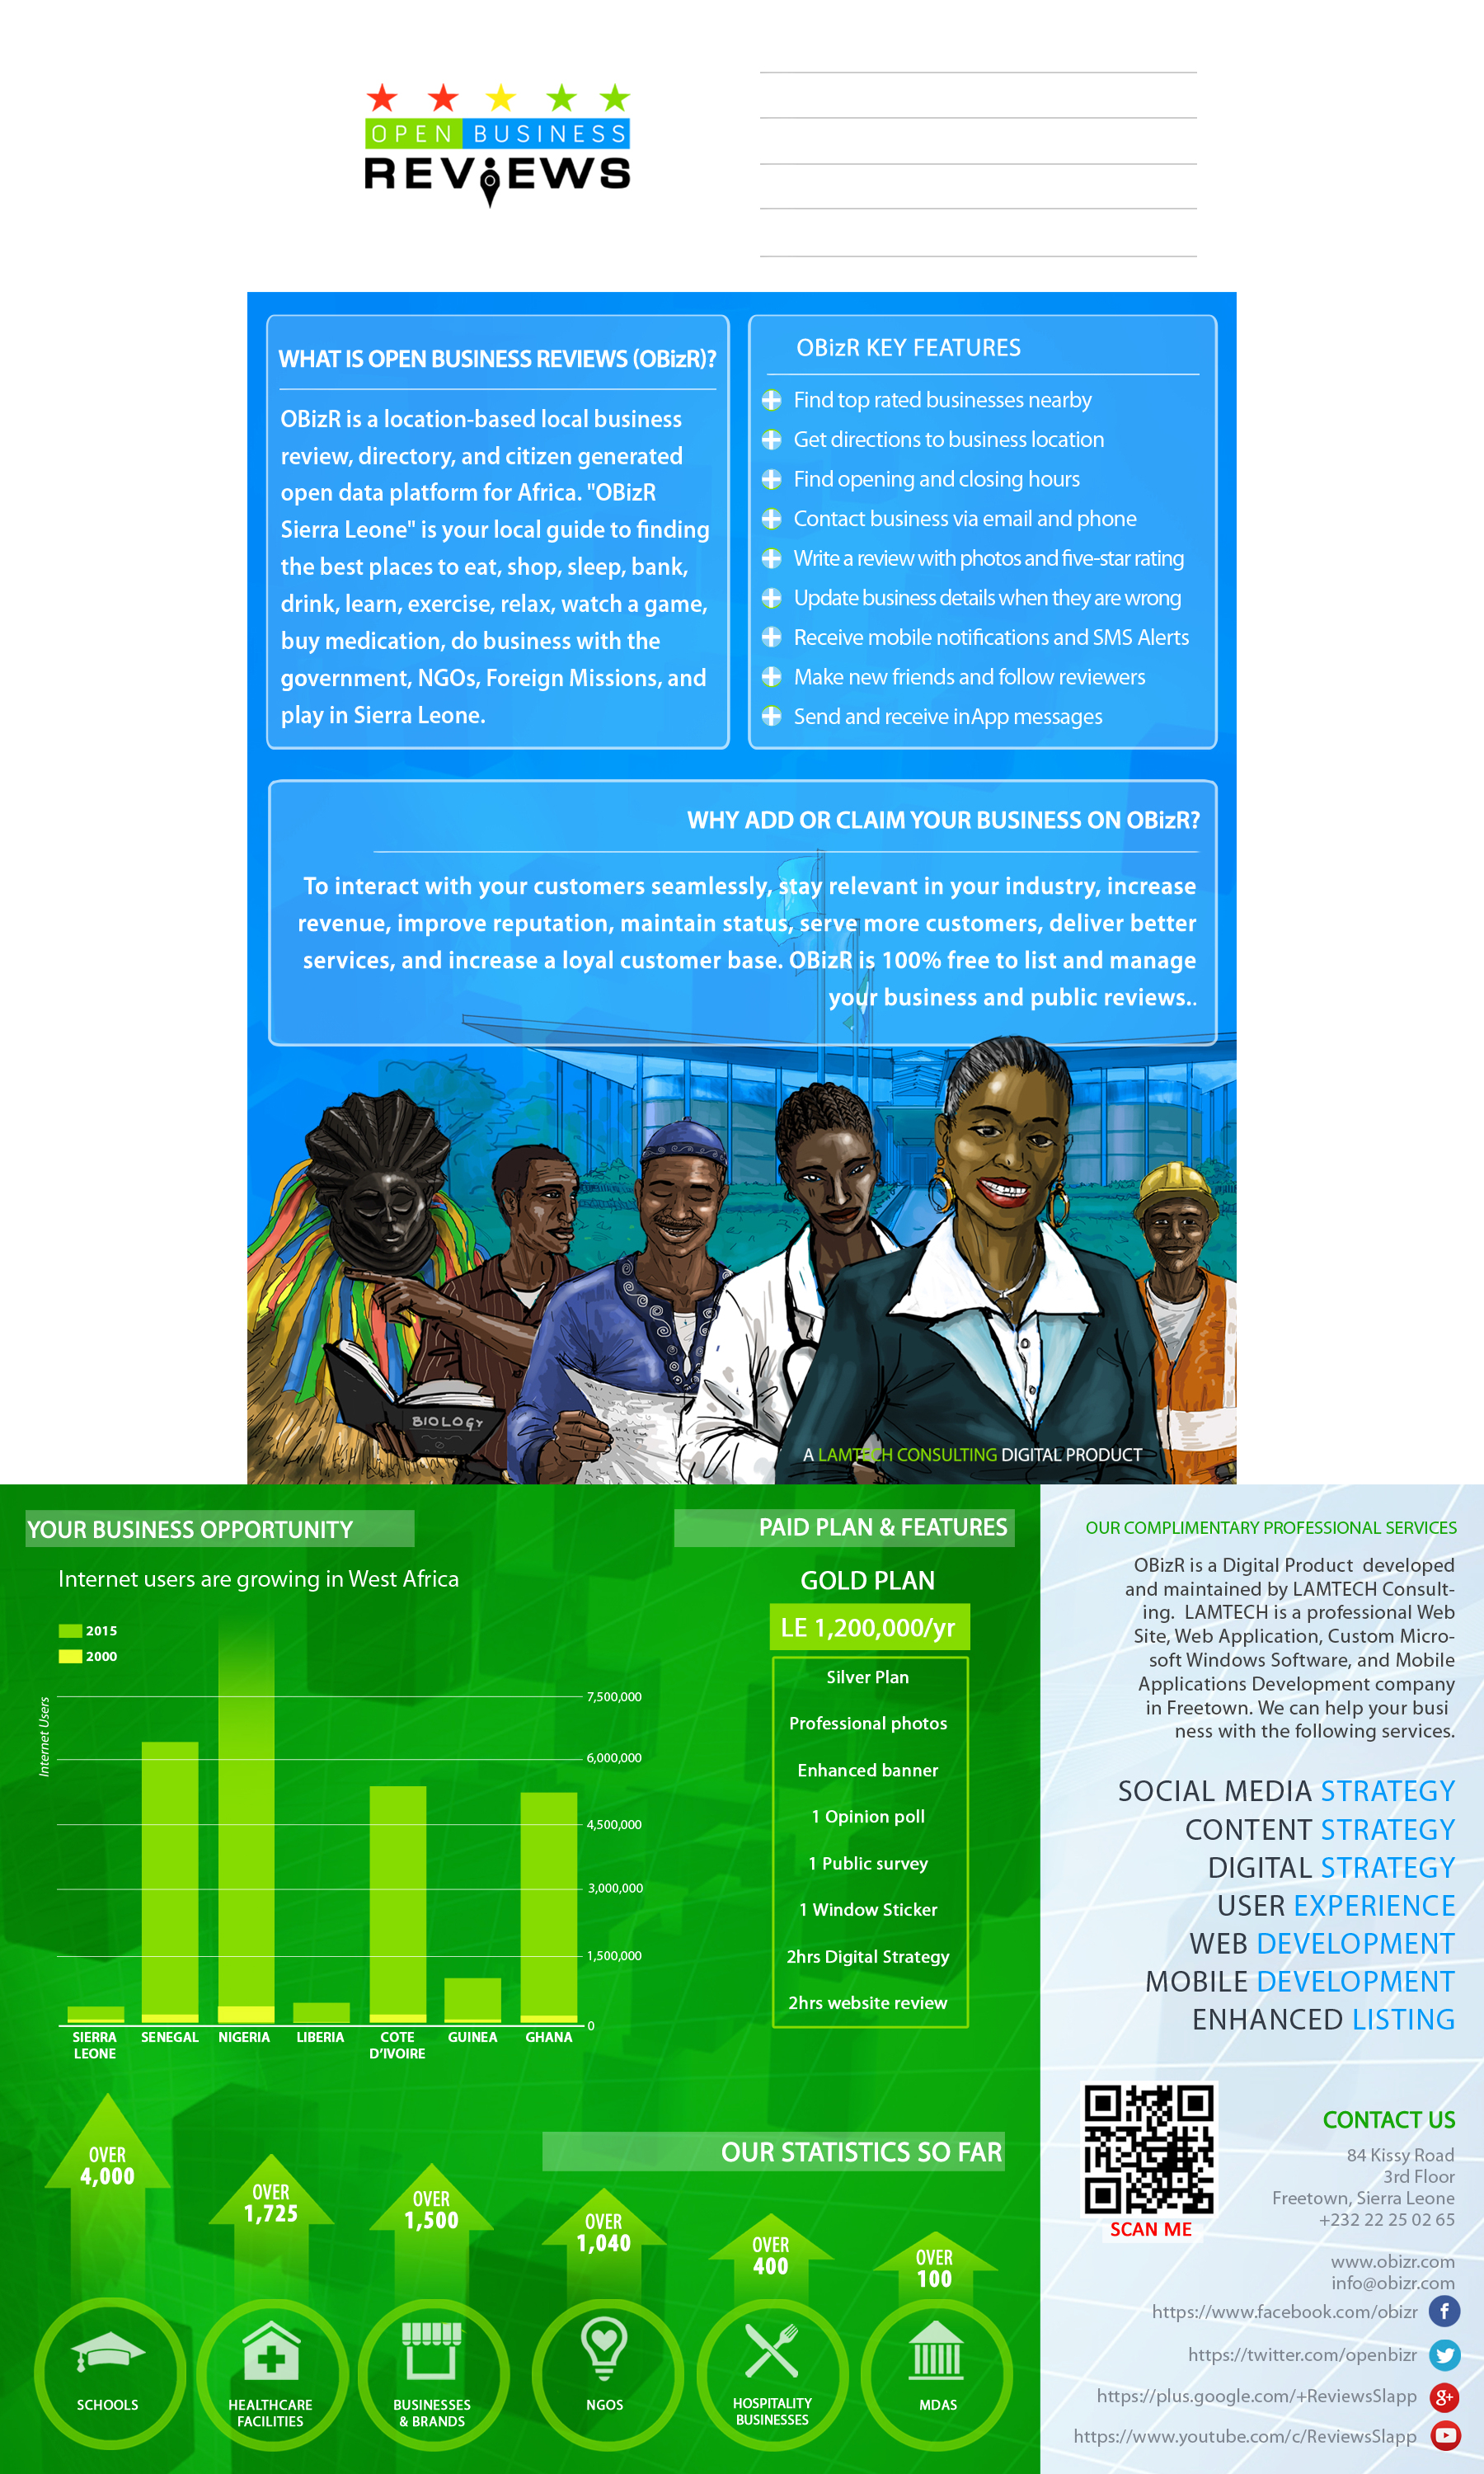 OPEN BUSINESS
REVIEWS
WHAT IS OPEN BUSINESS REVIEWS (OBizR)?
OBizR is a location-based local business
review, directory, and citizen generated
open data platform for Africa. "OBizR
Sierra Leone" is your local guide to finding
the best places to eat, shop, sleep, bank,
drink, learn, exercise, relax, watch a game,
buy medication, do business with the
government, NGOs, Foreign Missions, and
play in Sierra Leone.
OBizR KEY FEATURES
Find top rated businesses nearby
Get directions to business location
Find opening and closing hours
Contact business via email and phone
Write a review with photos and five-star rating
Update business details when they are wrong
Receive mobile notifications and SMS Alerts
Make new friends and follow reviewers
Send and receive inApp messages
WHY ADD OR CLAIM YOUR BUSINESS ON OBizR?
To interact with your customers seamlessly, stay relevant in your industry, increase
revenue, improve reputation, maintain status, serve more customers, deliver better
services, and increase a loyal customer base. OBizR is 100% free to list and manage
your business and public reviews..
BIOLOGY
A LAMTECH CONSULTING DIGITAL PRODUCT
YOUR BUSINESS OPPORTUNITY
Internet users are growing in West Africa
2015
2000
Internet Users
7,500,000
6,000,000
4,500,000
3,000,000
1,500,000
0
SIERRA
LEONE
SENEGAL
NIGERIA
LIBERIA
COTE
D'IVOIRE
GUINEA
GHANA
PAID PLAN & FEATURES
GOLD PLAN
LE 1,200,000/yr
Silver Plan
Professional photos
Enhanced banner
1 Opinion poll
1 Public survey
1 Window Sticker
2hrs Digital Strategy
2hrs website review
OUR STATISTICS SO FAR
OVER
4,000
SCHOOLS
OVER
1,725
HEALTHCARE
FACILITIES
OVER
1,500
BUSINESSES
& BRANDS
OVER
1,040
NGOS
OVER
400
HOSPITALITY
BUSINESSES
OVER
100
MDAS
OUR COMPLIMENTARY PROFESSIONAL SERVICES
OBizR is a Digital Product developed
and maintained by LAMTECH Consult-
ing. LAMTECH is a professional Web
Site, Web Application, Custom Micro-
soft Windows Software, and Mobile
Applications Development company
in Freetown. We can help your busi
ness with the following services.
SOCIAL MEDIA STRATEGY
CONTENT STRATEGY
DIGITAL STRATEGY
USER EXPERIENCE
WEB DEVELOPMENT
MOBILE DEVELOPMENT
ENHANCED LISTING
SCAN ME
CONTACT US
84 Kissy Road
3rd Floor
Freetown, Sierra Leone
+232 22 25 02 65
www.obizr.com
info@obizr.com
https://www.facebook.com/obizr
https://twitter.com/openbizr
https://plus.google.com/+ReviewsSlapp
https://www.youtube.com/c/ReviewsSlapp